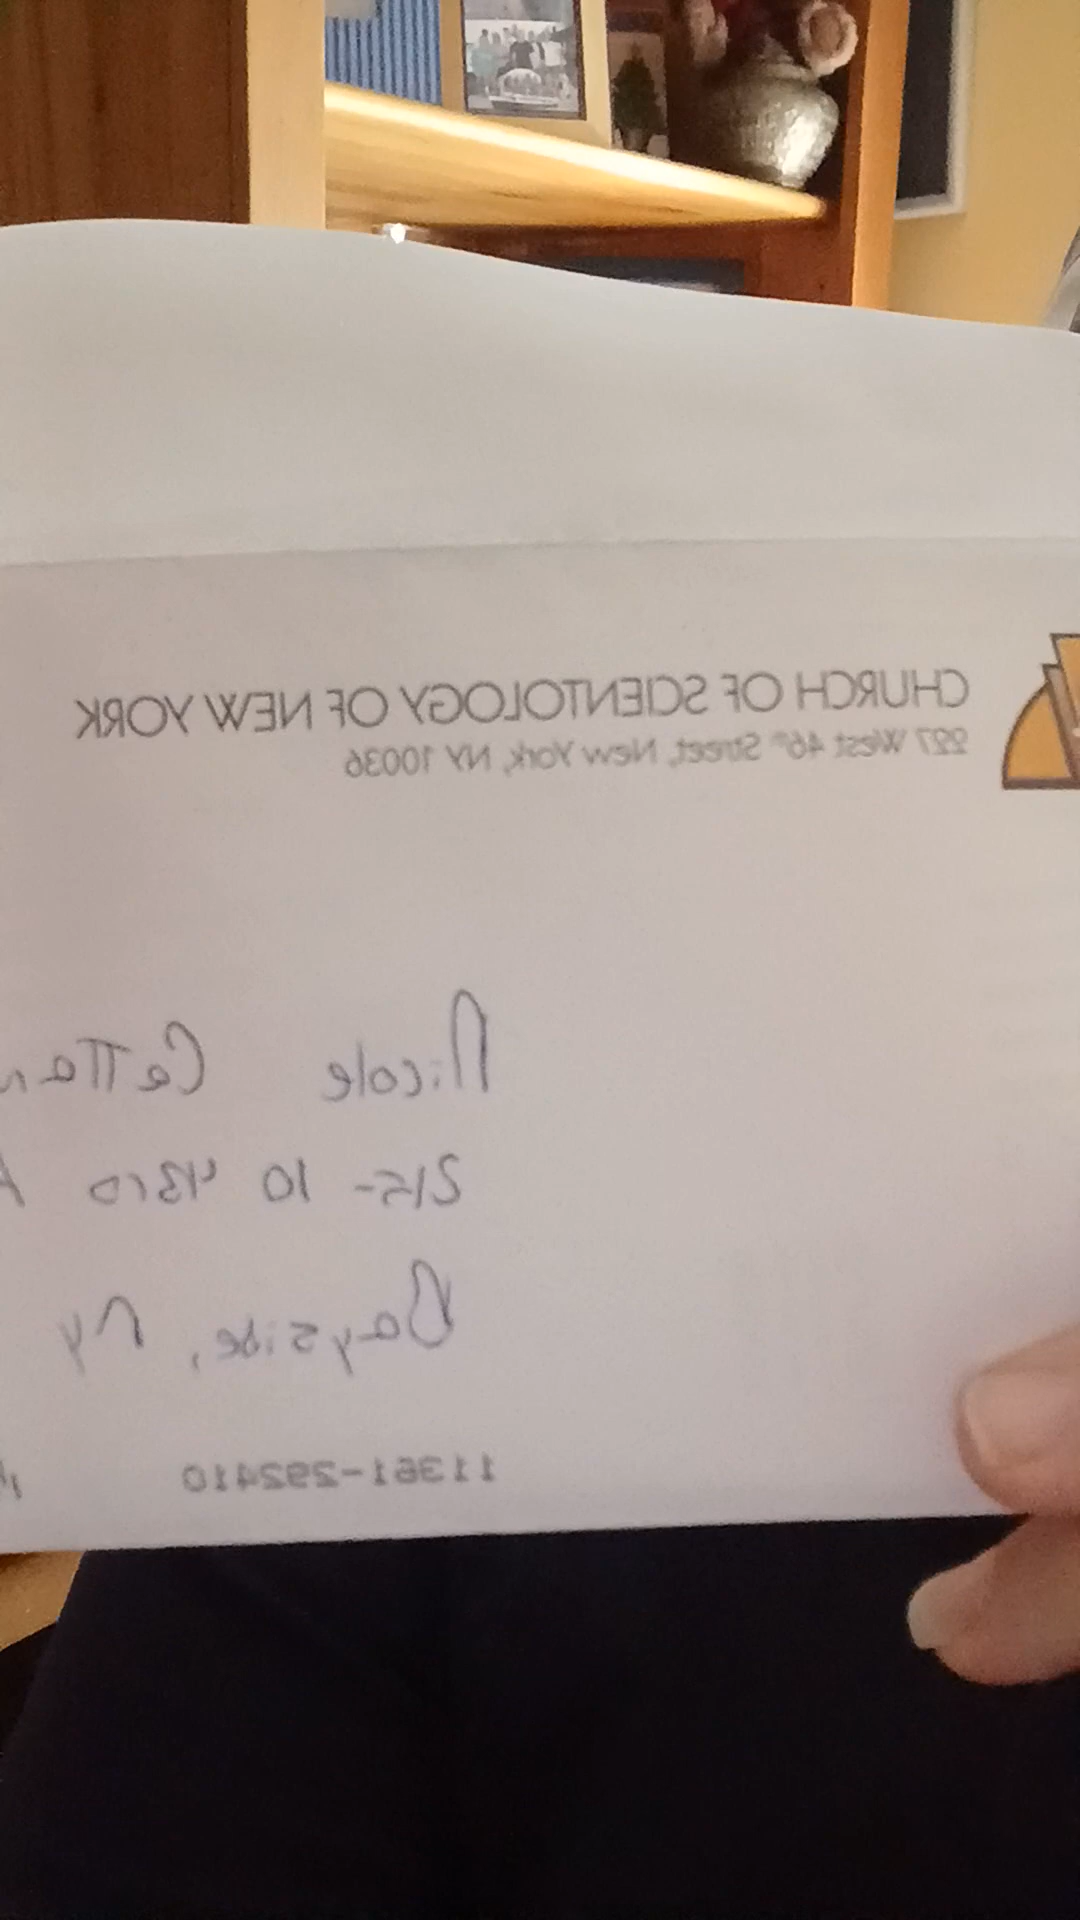 CHURCH OF SCIENTOLOGY OF NEW YORK
227 West 46th Street, New York, NY 10036
Nicole
215-10 43RD A
Bayside, NY
11361-292410